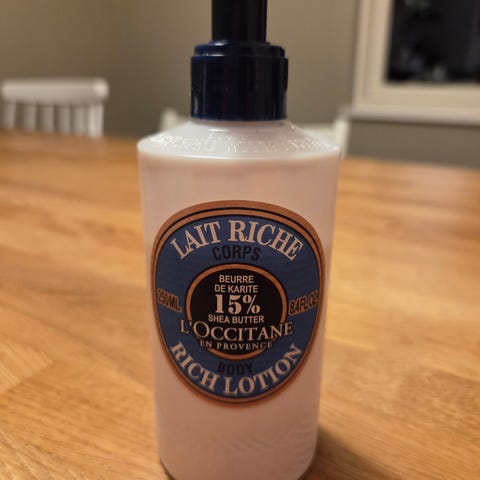 LAIT RICHE
CORPS
BEURRE
DE KARITE
250ML 15% 8.4FL.OZ
SHEA BUTTER
L'OCCITANE
EN PROVENCE
BODY
RICH LOTION